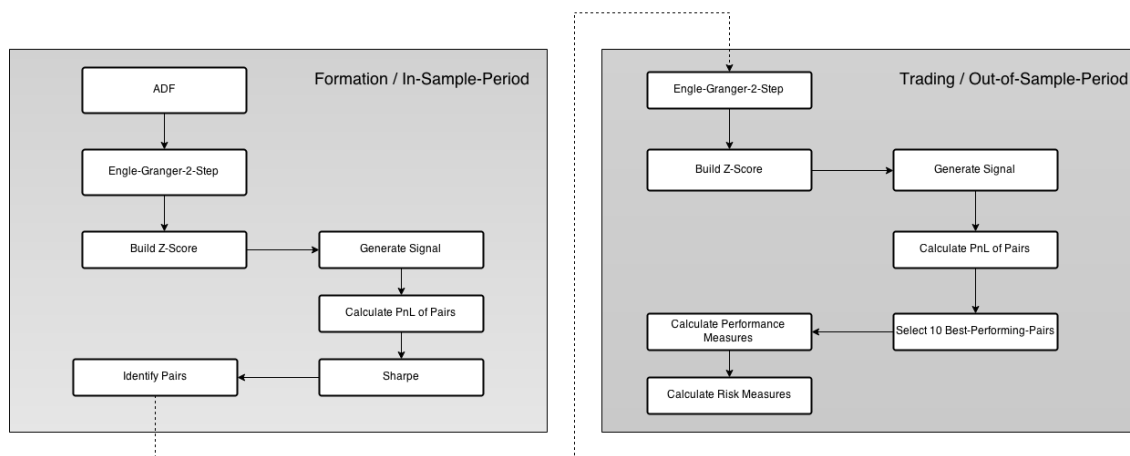 Formation / In-Sample-Period
ADF
Engle-Granger-2-Step
Build Z-Score
Generate Signal
Calculate PnL of Pairs
Sharpe
Identify Pairs
Trading / Out-of-Sample-Period
Engle-Granger-2-Step
Build Z-Score
Generate Signal
Calculate PnL of Pairs
Select 10 Best-Performing-Pairs
Calculate Performance
Measures
Calculate Risk Measures